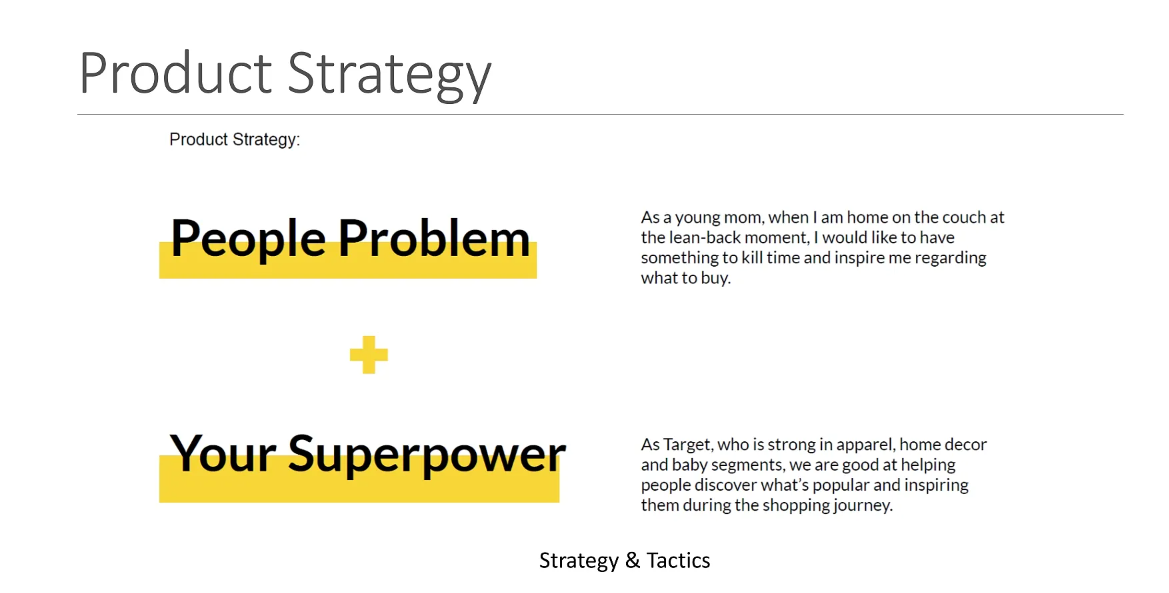 Product Strategy
Product Strategy:
People Problem
As a young mom, when I am home on the couch at
the lean-back moment, I would like to have
something to kill time and inspire me regarding
what to buy.
Your Superpower
As Target, who is strong in apparel, home decor
and baby segments, we are good at helping
people discover what’s popular and inspiring
them during the shopping journey.
Strategy & Tactics